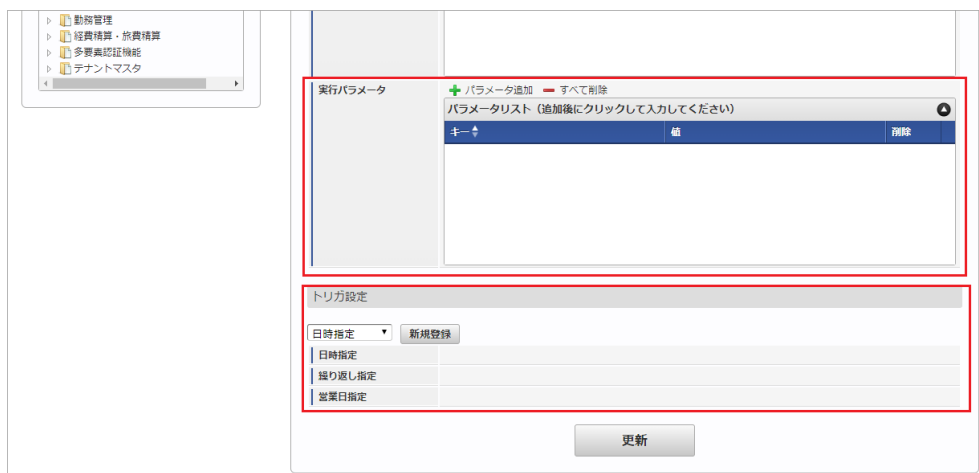 勤務管理
経費精算・旅費精算
多要素認証機能
テナントマスタ
実行パラメータ
パラメータ追加 すべて削除
パラメータリスト（追加後にクリックして入力してください）
キー 値 削除
トリガ設定
日時指定 新規登録
日時指定
繰り返し指定
営業日指定
更新